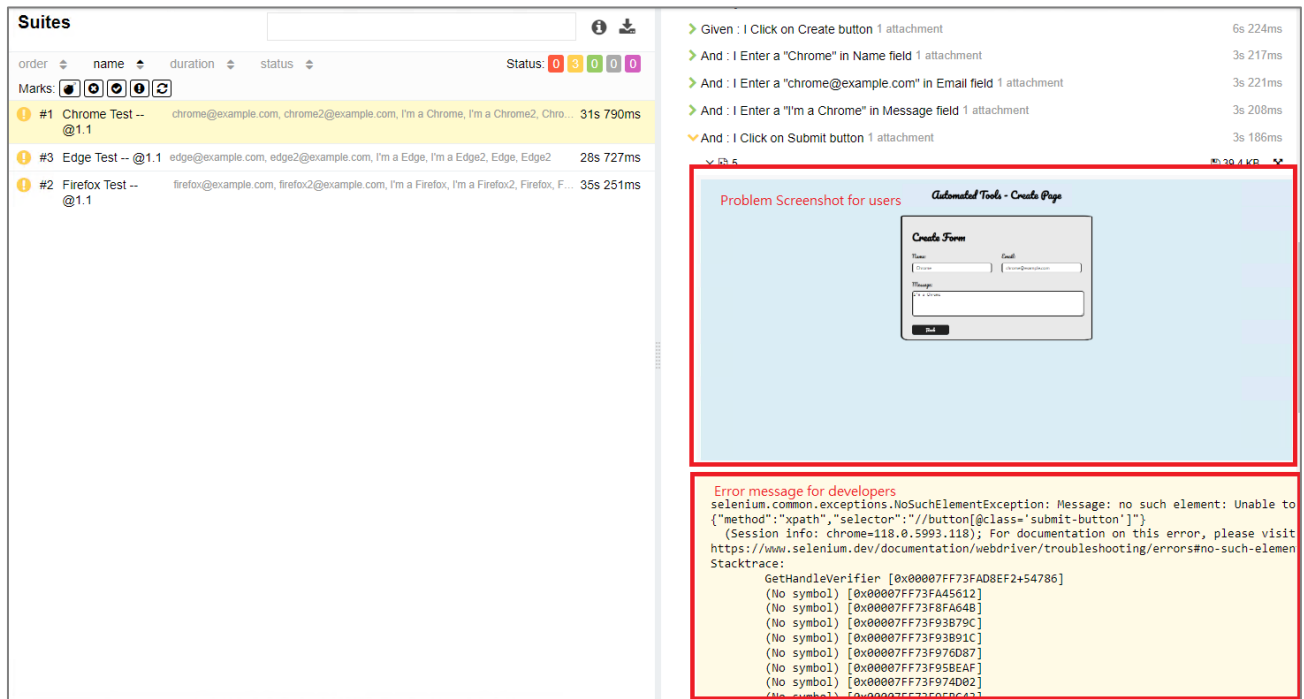 Suites
order name duration status Status: 0 3 0 0 0
Marks:
#1 Chrome Test -- @1.1 chrome@example.com, chrome2@example.com, I'm a Chrome, I'm a Chrome2, Chro... 31s 790ms
#3 Edge Test -- @1.1 edge@example.com, edge2@example.com, I'm a Edge, I'm a Edge2, Edge, Edge2 28s 727ms
#2 Firefox Test -- @1.1 firefox@example.com, firefox2@example.com, I'm a Firefox, I'm a Firefox2, Firefox, F... 35s 251ms
Given : I Click on Create button 1 attachment 6s 224ms
And : I Enter a "Chrome" in Name field 1 attachment 3s 217ms
And : I Enter a "chrome@example.com" in Email field 1 attachment 3s 221ms
And : I Enter a "I'm a Chrome" in Message field 1 attachment 3s 208ms
And : I Click on Submit button 1 attachment 3s 186ms
5 39.4 KB
Problem Screenshot for users
Automated Tools - Create Page
Create Form
Name: Email:
Chrome chrome@example.com
Message:
I'm a Chrome
Error message for developers
selenium.common.exceptions.NoSuchElementException: Message: no such element: Unable to
{"method":"xpath","selector":"//button[@class='submit-button']"}
(Session info: chrome=118.0.5993.118); For documentation on this error, please visit
https://www.selenium.dev/documentation/webdriver/troubleshooting/errors#no-such-elemen
Stacktrace:
GetHandleVerifier [0x00007FF73FAD8EF2+54786]
(No symbol) [0x00007FF73FA45612]
(No symbol) [0x00007FF73F8FA64B]
(No symbol) [0x00007FF73F93B79C]
(No symbol) [0x00007FF73F93B91C]
(No symbol) [0x00007FF73F976D87]
(No symbol) [0x00007FF73F95BEAF]
(No symbol) [0x00007FF73F974D02]